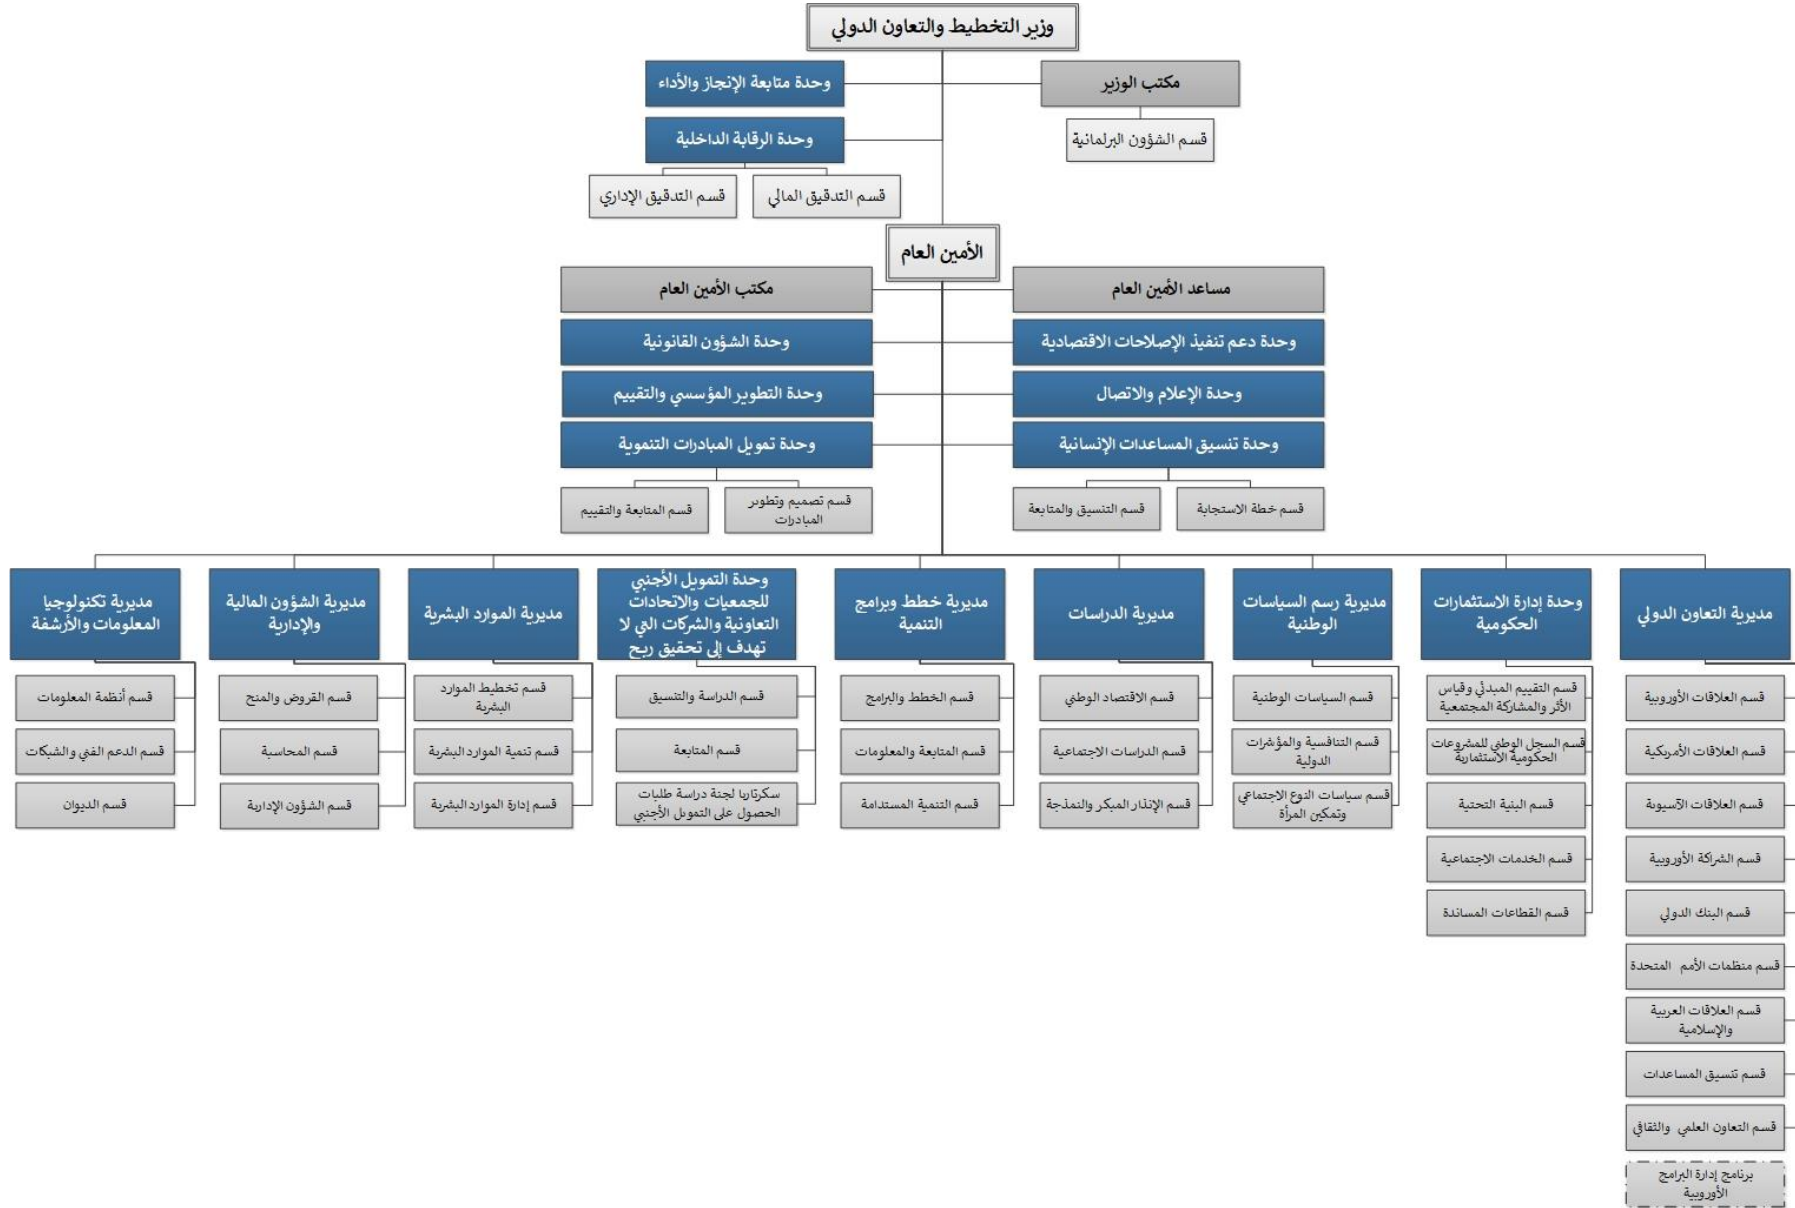 وزير التخطيط والتعاون الدولي
مكتب الوزير
وحدة متابعة الإنجاز والأداء
قسم الشؤون البرلمانية
وحدة الرقابة الداخلية
قسم التدقيق المالي
قسم التدقيق الإداري
الأمين العام
مساعد الأمين العام
مكتب الأمين العام
وحدة دعم تنفيذ الإصلاحات الاقتصادية
وحدة الشؤون القانونية
وحدة الإعلام والاتصال
وحدة التطوير المؤسسي والتقييم
وحدة تنسيق المساعدات الإنسانية
وحدة تمويل المبادرات التنموية
قسم خطة الاستجابة
قسم التنسيق والمتابعة
قسم تصميم وتطوير
المبادرات
قسم المتابعة والتقييم
مديرية التعاون الدولي
قسم العلاقات الأوروبية
قسم العلاقات الأمريكية
قسم العلاقات الآسيوية
قسم الشراكة الأوروبية
قسم البنك الدولي
قسم منظمات الأمم المتحدة
قسم العلاقات العربية
والإسلامية
قسم تنسيق المساعدات
قسم التعاون العلمي والثقافي
برنامج إدارة البرامج
الأوروبية
وحدة إدارة الاستثمارات
الحكومية
قسم التقييم المبدئي وقياس
الأثر والمشاركة المجتمعية
قسم السجل الوطني للمشروعات
الحكومية الاستثمارية
قسم البنية التحتية
قسم الخدمات الاجتماعية
قسم القطاعات المساندة
مديرية رسم السياسات
الوطنية
قسم السياسات الوطنية
قسم التنافسية والمؤشرات
الدولية
قسم سياسات النوع الاجتماعي
وتمكين المرأة
مديرية الدراسات
قسم الاقتصاد الوطني
قسم الدراسات الاجتماعية
قسم الإنذار المبكر والنمذجة
مديرية خطط وبرامج
التنمية
قسم الخطط والبرامج
قسم المتابعة والمعلومات
قسم التنمية المستدامة
وحدة التمويل الأجنبي
للجمعيات والاتحادات
التعاونية والشركات التي لا
تهدف إلى تحقيق ربح
قسم الدراسة والتنسيق
قسم المتابعة
سكرتاريا لجنة دراسة طلبات
الحصول على التمويل الأجنبي
مديرية الموارد البشرية
قسم تخطيط الموارد
البشرية
قسم تنمية الموارد البشرية
قسم إدارة الموارد البشرية
مديرية الشؤون المالية
والإدارية
قسم القروض والمنح
قسم المحاسبة
قسم الشؤون الإدارية
مديرية تكنولوجيا
المعلومات والأرشفة
قسم أنظمة المعلومات
قسم الدعم الفني والشبكات
قسم الديوان